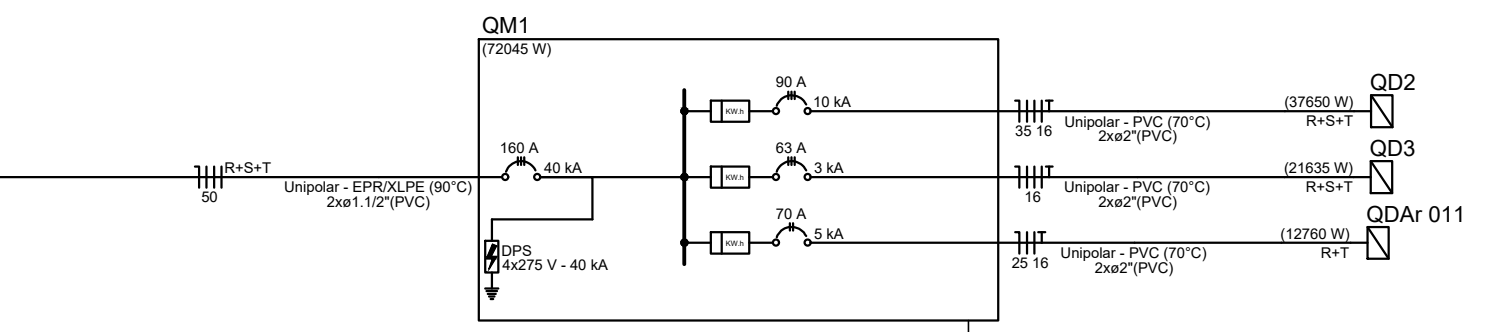 QM1
(72045 W)
R+S+T
50
Unipolar - EPR/XLPE (90°C)
2xø1.1/2"(PVC)
160 A
40 kA
DPS
4x275 V - 40 kA
KW.h
90 A
10 kA
35 16
Unipolar - PVC (70°C)
2xø2"(PVC)
(37650 W)
R+S+T
QD2
KW.h
63 A
3 kA
16
Unipolar - PVC (70°C)
2xø2"(PVC)
(21635 W)
R+S+T
QD3
KW.h
70 A
5 kA
25 16
Unipolar - PVC (70°C)
2xø2"(PVC)
(12760 W)
R+T
QDAr 011